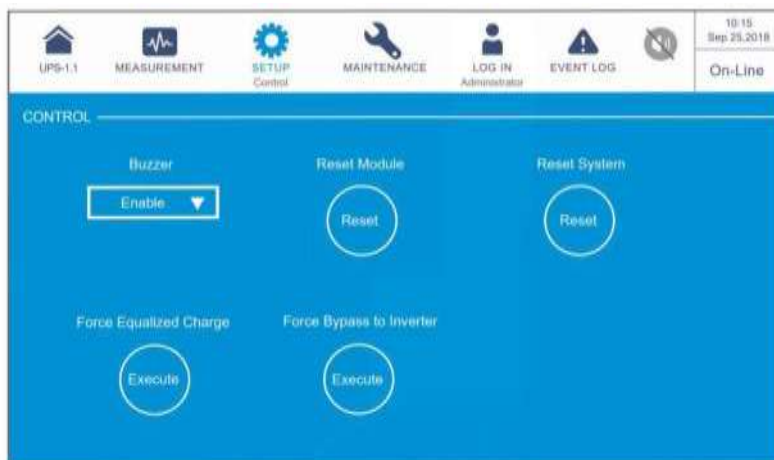 10:15
Sep 25,2018
UPS-1.1 MEASUREMENT SETUP MAINTENANCE LOG IN EVENT LOG
Control Administrator
On-Line
CONTROL
Buzzer Reset Module Reset System
Enable Reset Reset
Force Equalized Charge Force Bypass to Inverter
Execute Execute